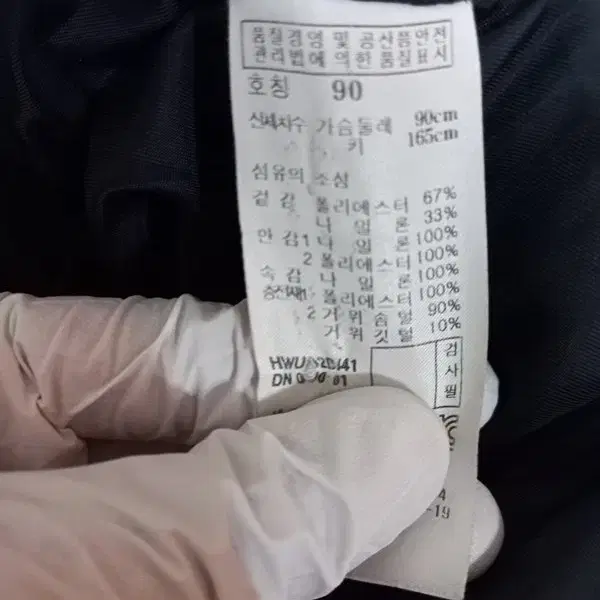 품질경영 및 공산품안전
관리법에 의한 품질표시
호칭 90
신체치수 가슴둘레 90cm
키 165cm
섬유의 조성
겉 감 폴리에스터 67%
나 일 론 33%
안 감 1 나 일 론 100%
2 폴리에스터 100%
속 감 나 일 론 100%
충전재1 폴리에스터 100%
2 거위솜털 90%
거위깃털 10%
검사필
DN
-19